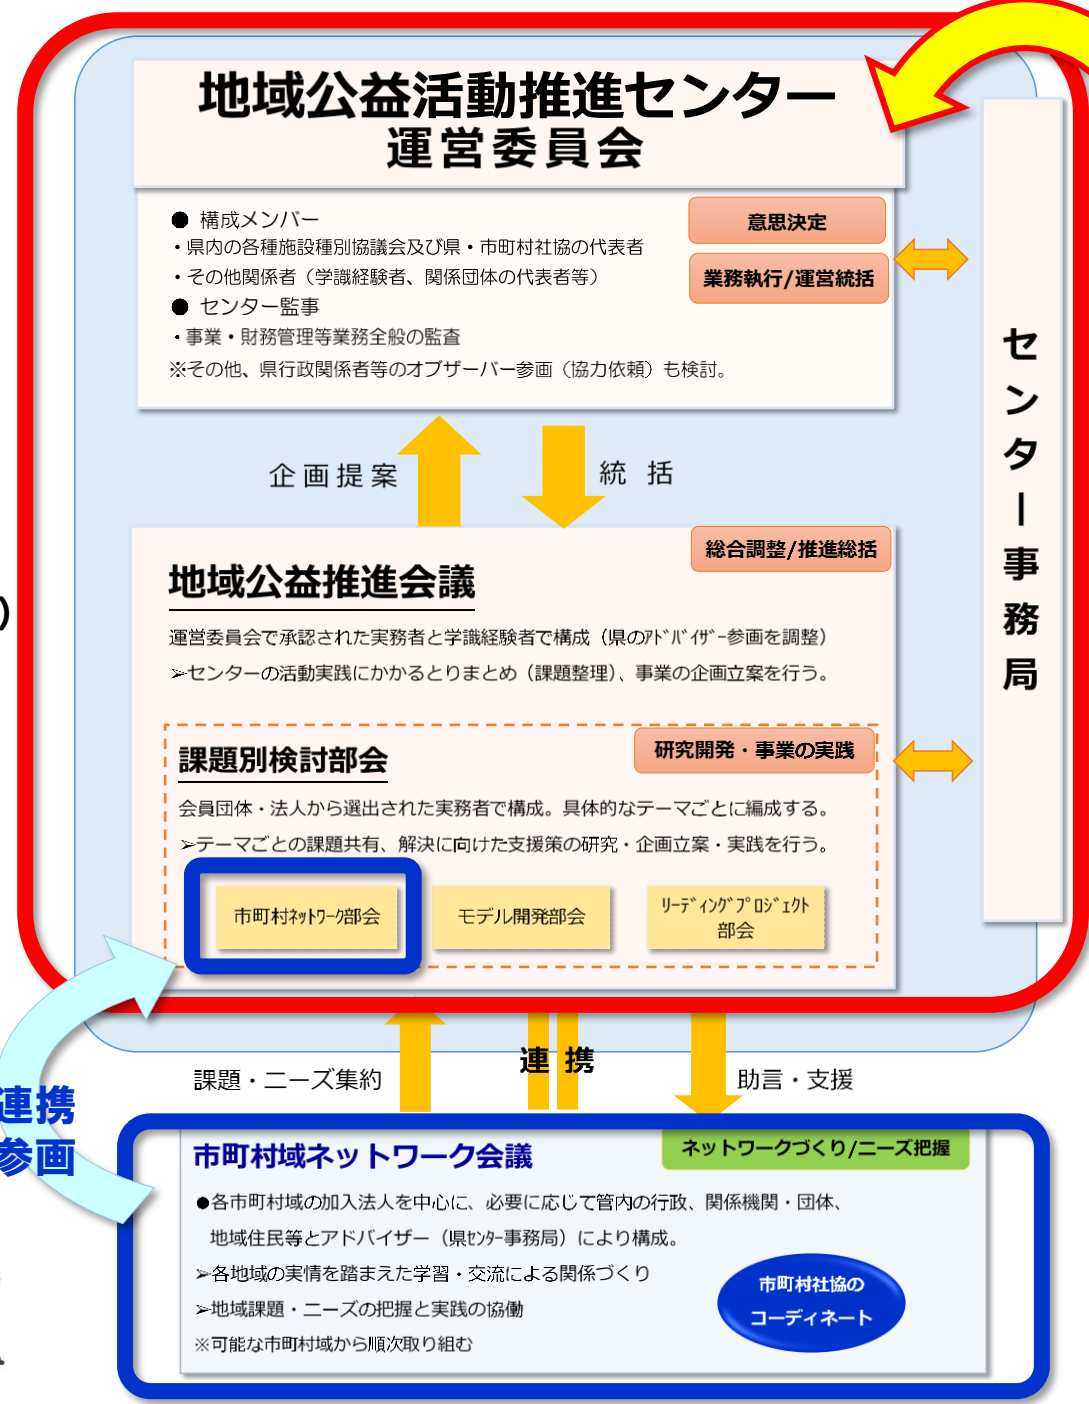 地域公益活動推進センター
運営委員会
● 構成メンバー
・県内の各種施設種別協議会及び県・市町村社協の代表者
・その他関係者（学識経験者、関係団体の代表者等）
● センター監事
・事業・財務管理等業務全般の監査
※その他、県行政関係者等のオブザーバー参画（協力依頼）も検討。
意思決定
業務執行/運営統括
センター事務局
企画提案
統 括
総合調整/推進総括
地域公益推進会議
運営委員会で承認された実務者と学識経験者で構成（県のｱﾄﾞﾊﾞｲｻﾞｰ参画を調整）
➢センターの活動実践にかかるとりまとめ（課題整理）、事業の企画立案を行う。
)
研究開発・事業の実践
課題別検討部会
会員団体・法人から選出された実務者で構成。具体的なテーマごとに編成する。
➢テーマごとの課題共有、解決に向けた支援策の研究・企画立案・実践を行う。
市町村ﾈｯﾄﾜｰｸ部会
モデル開発部会
ﾘｰﾃﾞｨﾝｸﾞﾌﾟﾛｼﾞｪｸﾄ
部会
課題・ニーズ集約
連 携
助言・支援
連携
参画
市町村域ネットワーク会議
ネットワークづくり/ニーズ把握
●各市町村域の加入法人を中心に、必要に応じて管内の行政、関係機関・団体、
地域住民等とアドバイザー（県ｾﾝﾀｰ事務局）により構成。
➢各地域の実情を踏まえた学習・交流による関係づくり
➢地域課題・ニーズの把握と実践の協働
※可能な市町村域から順次取り組む
市町村社協の
コーディネート